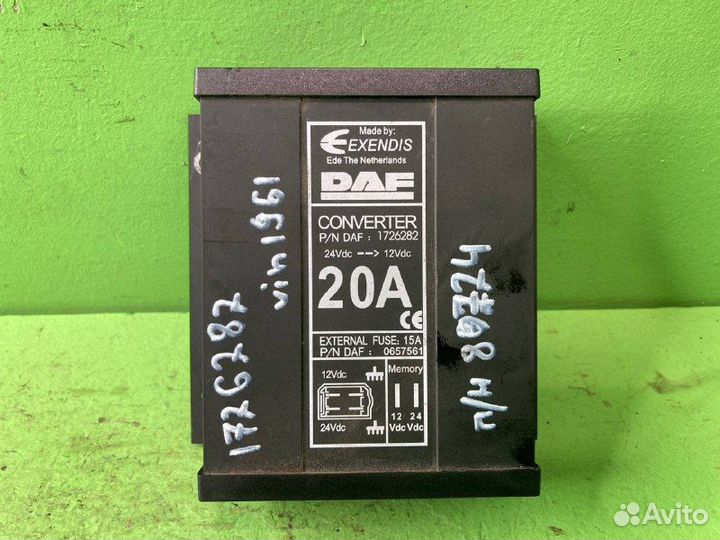 Made by:
EXENDIS
Ede The Netherlands
DAF
CONVERTER
P/N DAF : 1726282
24Vdc --> 12Vdc
20A
CE
EXTERNAL FUSE: 15A
P/N DAF : 0657561
12Vdc
24Vdc
Memory
12 24
Vdc Vdc
1726282
vin1961
п/н 80724
Avito